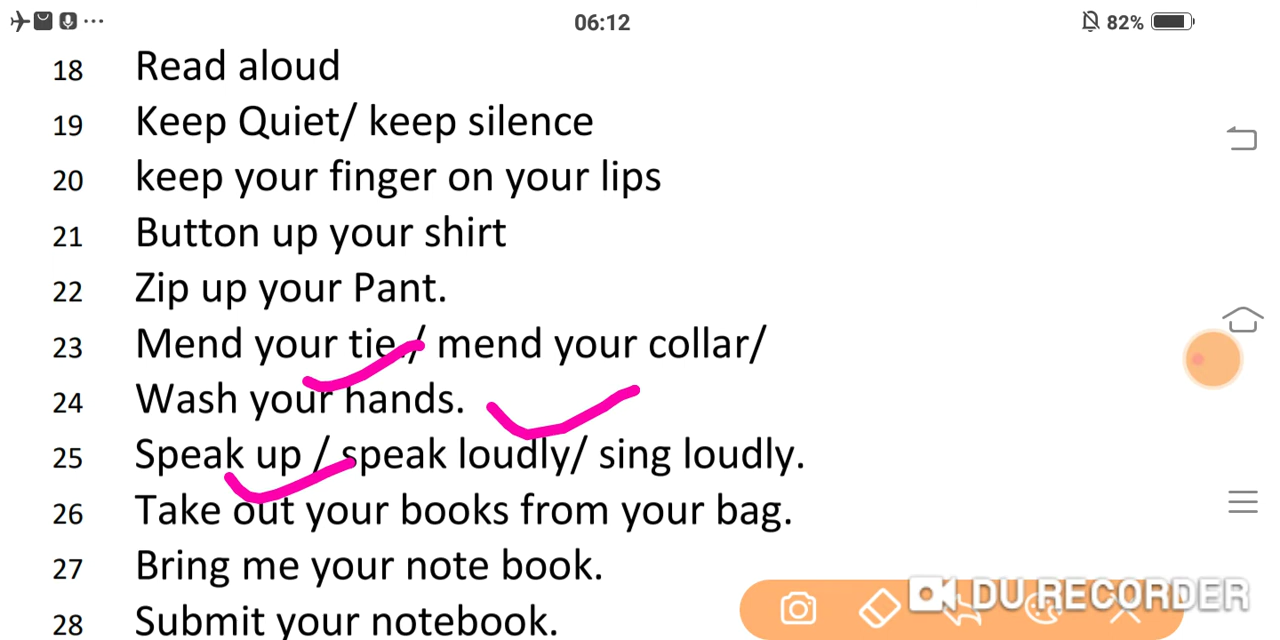 06:12
82%
18 Read aloud
19 Keep Quiet/ keep silence
20 keep your finger on your lips
21 Button up your shirt
22 Zip up your Pant.
23 Mend your tie / mend your collar/
24 Wash your hands.
25 Speak up / speak loudly/ sing loudly.
26 Take out your books from your bag.
27 Bring me your note book.
28 Submit your notebook.
DU RECORDER